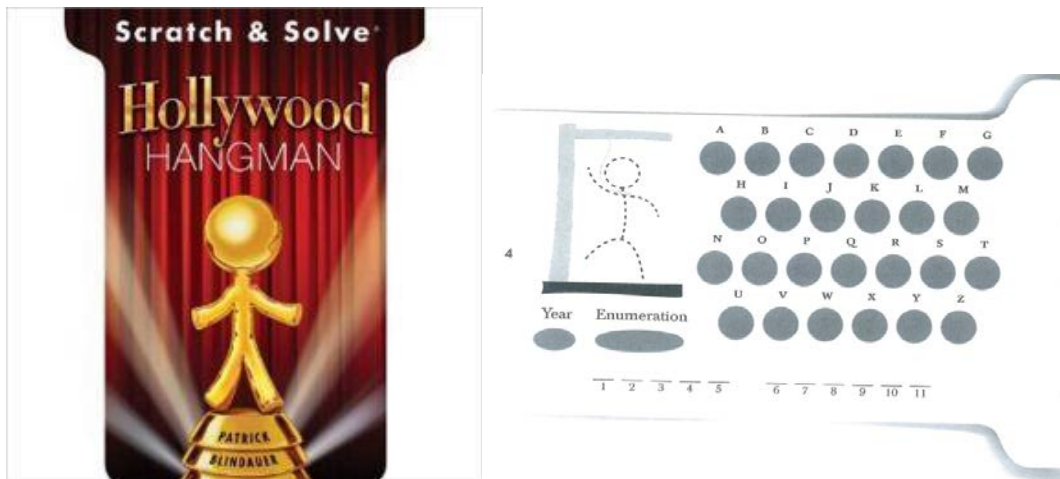 Scratch & Solve®
Hollywood
HANGMAN
PATRICK
BLINDAUER
A B C D E F G
H I J K L M
4
N O P Q R S T
U V W X Y Z
Year Enumeration
1 2 3 4 5 6 7 8 9 10 11